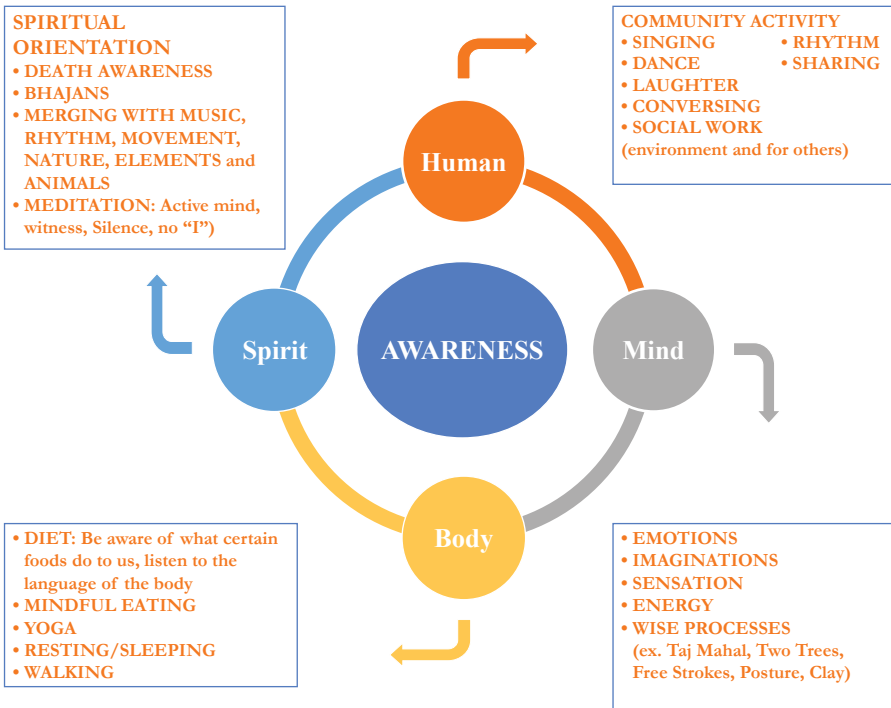 SPIRITUAL
ORIENTATION
• DEATH AWARENESS
• BHAJANS
• MERGING WITH MUSIC,
RHYTHM, MOVEMENT,
NATURE, ELEMENTS and
ANIMALS
• MEDITATION: Active mind,
witness, Silence, no “I”)
COMMUNITY ACTIVITY
• SINGING • RHYTHM
• DANCE • SHARING
• LAUGHTER
• CONVERSING
• SOCIAL WORK
(environment and for others)
Human
Spirit
AWARENESS
Mind
Body
• DIET: Be aware of what certain
foods do to us, listen to the
language of the body
• MINDFUL EATING
• YOGA
• RESTING/SLEEPING
• WALKING
• EMOTIONS
• IMAGINATIONS
• SENSATION
• ENERGY
• WISE PROCESSES
(ex. Taj Mahal, Two Trees,
Free Strokes, Posture, Clay)